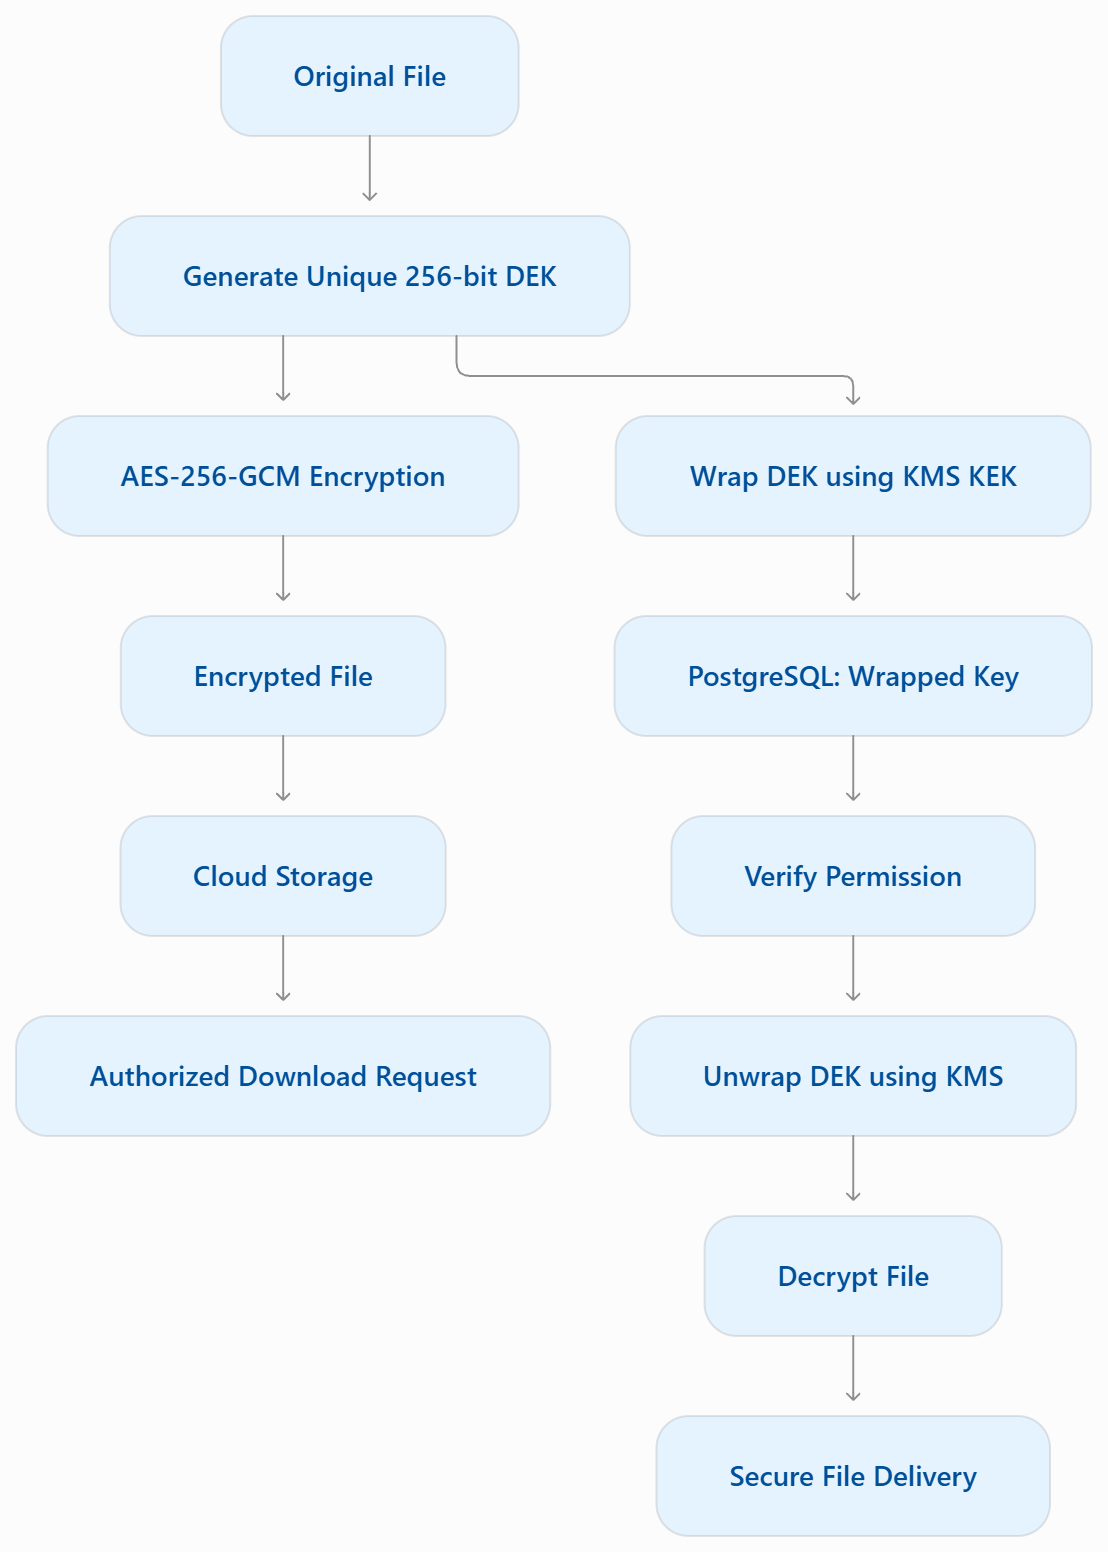 Original File
Generate Unique 256-bit DEK
AES-256-GCM Encryption
Wrap DEK using KMS KEK
Encrypted File
PostgreSQL: Wrapped Key
Cloud Storage
Verify Permission
Authorized Download Request
Unwrap DEK using KMS
Decrypt File
Secure File Delivery